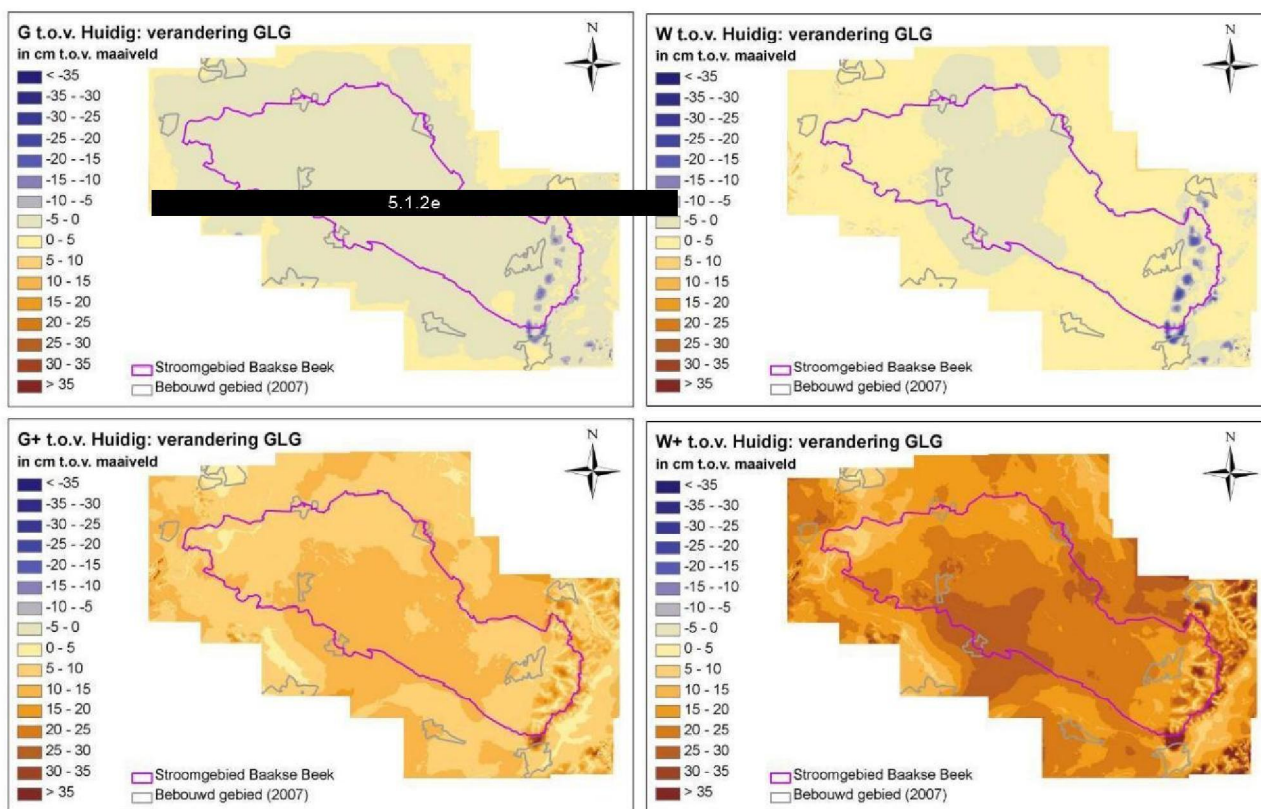 G t.o.v. Huidig: verandering GLG
in cm t.o.v. maaiveld
N
< -35
-35 - -30
-30 - -25
-25 - -20
-20 - -15
-15 - -10
-10 - -5
-5 - 0
0 - 5
5 - 10
10 - 15
15 - 20
20 - 25
25 - 30
30 - 35
> 35
5.1.2e
Stroomgebied Baakse Beek
Bebouwd gebied (2007)
W t.o.v. Huidig: verandering GLG
in cm t.o.v. maaiveld
N
< -35
-35 - -30
-30 - -25
-25 - -20
-20 - -15
-15 - -10
-10 - -5
-5 - 0
0 - 5
5 - 10
10 - 15
15 - 20
20 - 25
25 - 30
30 - 35
> 35
Stroomgebied Baakse Beek
Bebouwd gebied (2007)
G+ t.o.v. Huidig: verandering GLG
in cm t.o.v. maaiveld
N
< -35
-35 - -30
-30 - -25
-25 - -20
-20 - -15
-15 - -10
-10 - -5
-5 - 0
0 - 5
5 - 10
10 - 15
15 - 20
20 - 25
25 - 30
30 - 35
> 35
Stroomgebied Baakse Beek
Bebouwd gebied (2007)
W+ t.o.v. Huidig: verandering GLG
in cm t.o.v. maaiveld
N
< -35
-35 - -30
-30 - -25
-25 - -20
-20 - -15
-15 - -10
-10 - -5
-5 - 0
0 - 5
5 - 10
10 - 15
15 - 20
20 - 25
25 - 30
30 - 35
> 35
Stroomgebied Baakse Beek
Bebouwd gebied (2007)